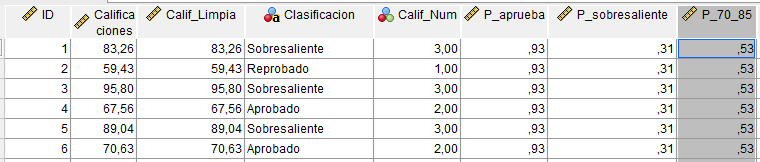 ID Califica Calif_Limpia Clasificacion Calif_Num P_aprueba P_sobresaliente P_70_85
ciones
1 83,26 83,26 Sobresaliente 3,00 ,93 ,31 ,53
2 59,43 59,43 Reprobado 1,00 ,93 ,31 ,53
3 95,80 95,80 Sobresaliente 3,00 ,93 ,31 ,53
4 67,56 67,56 Aprobado 2,00 ,93 ,31 ,53
5 89,04 89,04 Sobresaliente 3,00 ,93 ,31 ,53
6 70,63 70,63 Aprobado 2,00 ,93 ,31 ,53